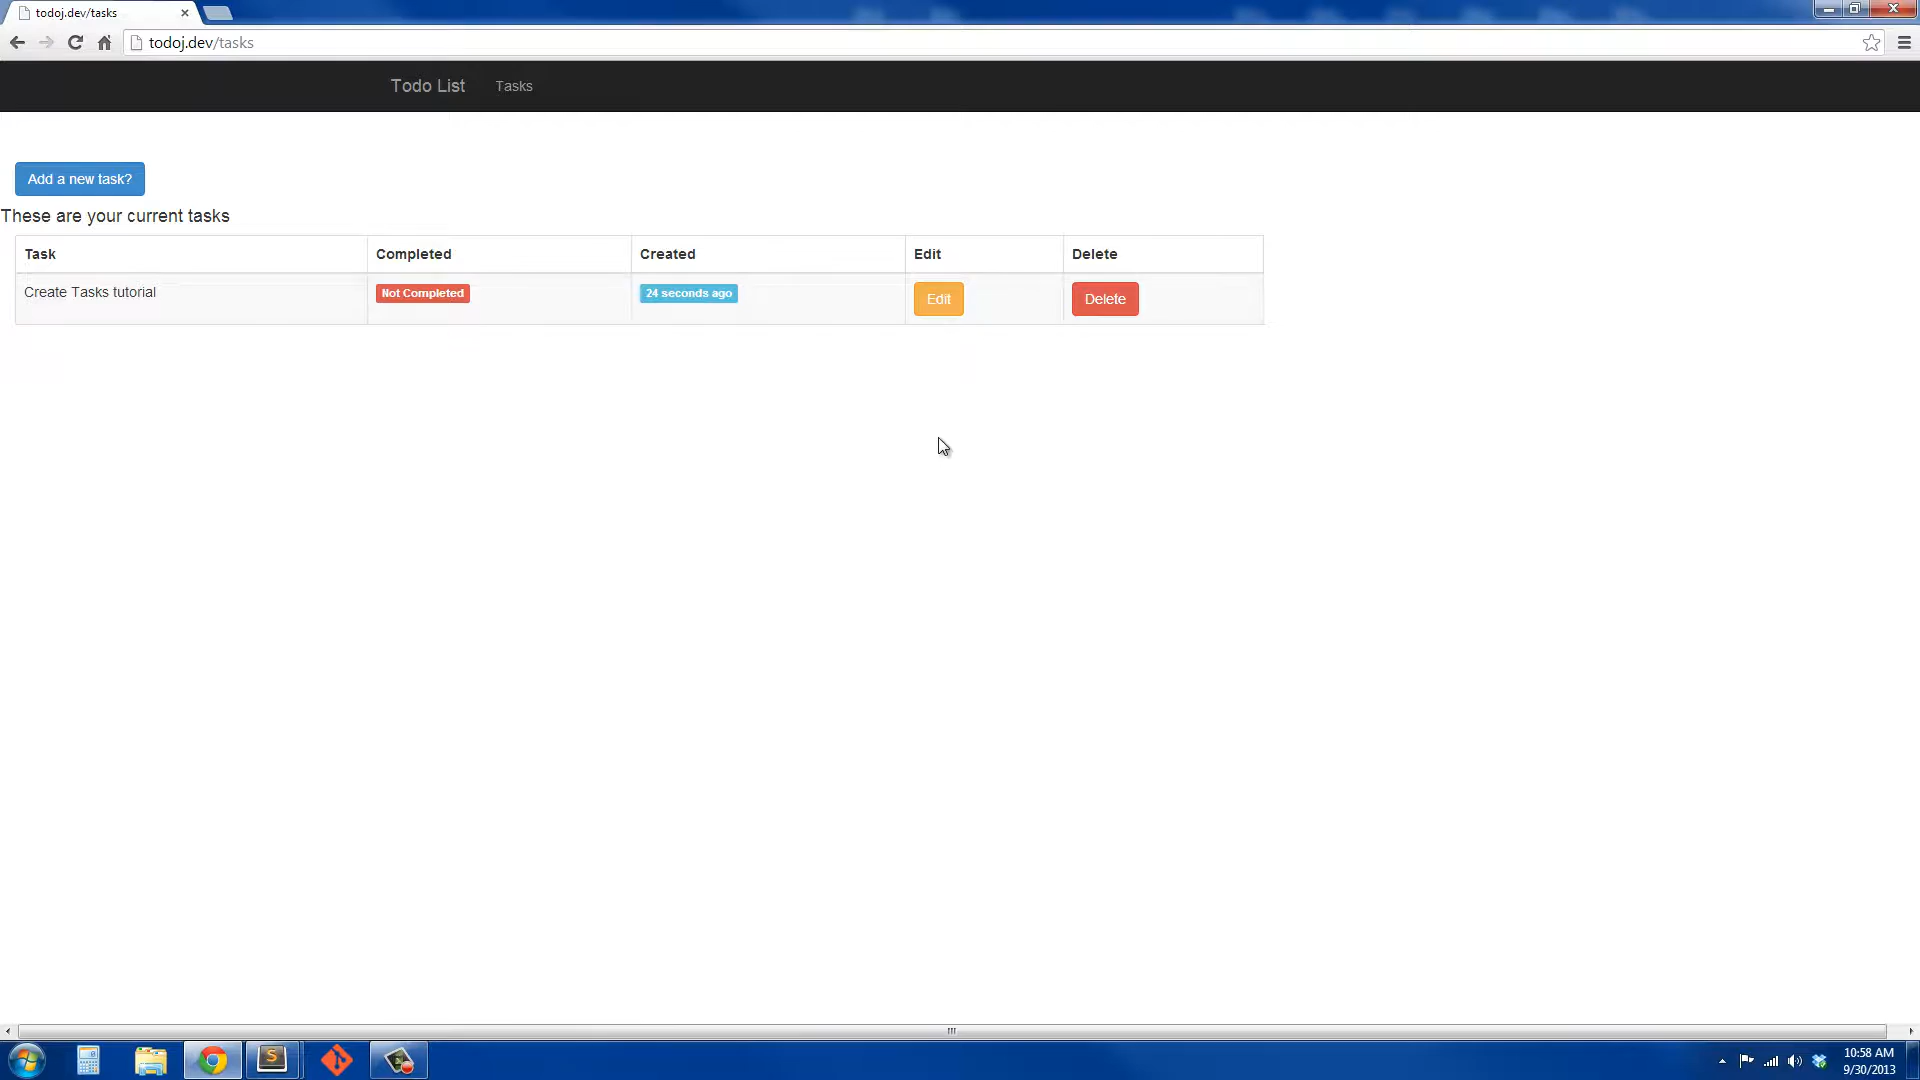 todoj.dev/tasks
todoj.dev/tasks
Todo List Tasks
Add a new task?
These are your current tasks
Task Completed Created Edit Delete
Create Tasks tutorial Not Completed 24 seconds ago Edit Delete
10:58 AM
9/30/2013